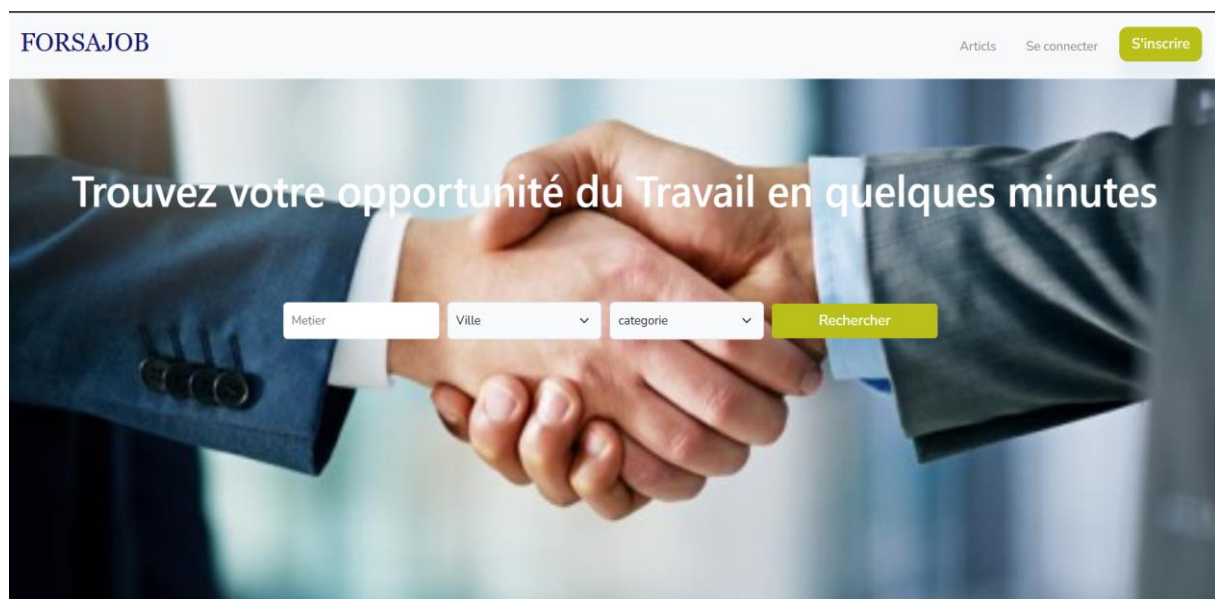 FORSAJOB
Articls Se connecter S'inscrire
Trouvez votre opportunité du Travail en quelques minutes
Metier Ville categorie Rechercher